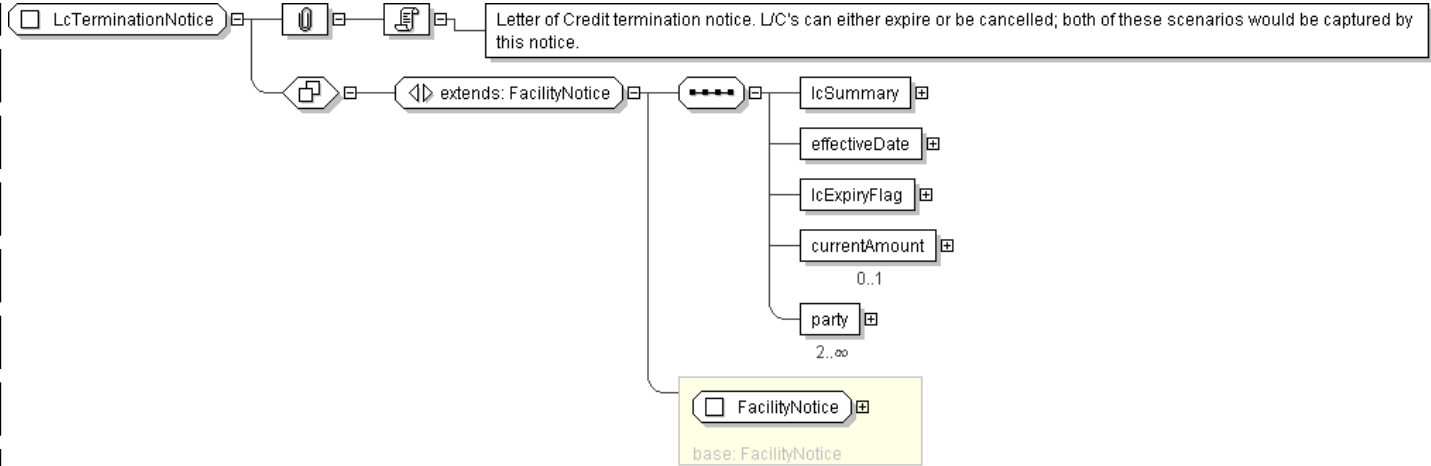 LcTerminationNotice
Letter of Credit termination notice. L/C's can either expire or be cancelled; both of these scenarios would be captured by
this notice.
extends: FacilityNotice
lcSummary
effectiveDate
lcExpiryFlag
currentAmount
0..1
party
2..∞
FacilityNotice
base: FacilityNotice